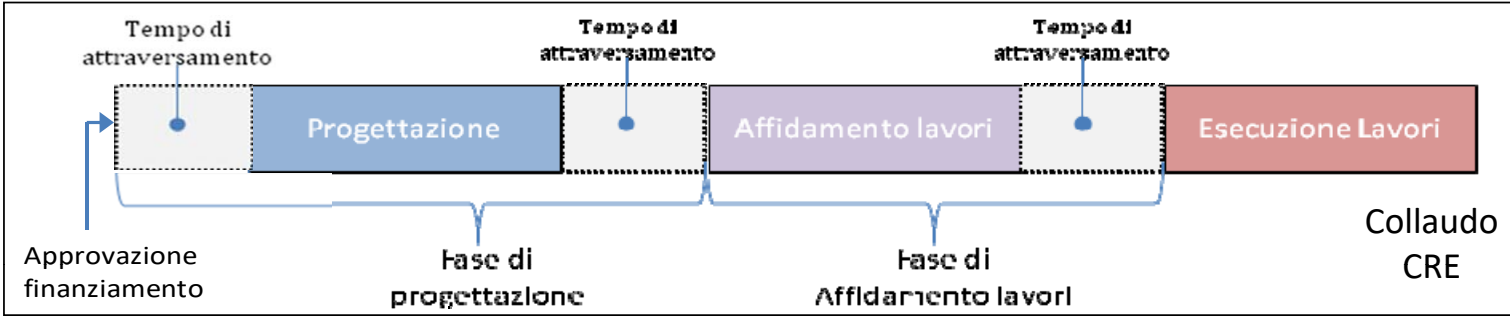 Tempo di
attraversamento
Tempo di
attraversamento
Tempo di
attraversamento
Progettazione
Affidamento lavori
Esecuzione Lavori
Approvazione
finanziamento
Fase di
progettazione
Fase di
Affidamento lavori
Collaudo
CRE